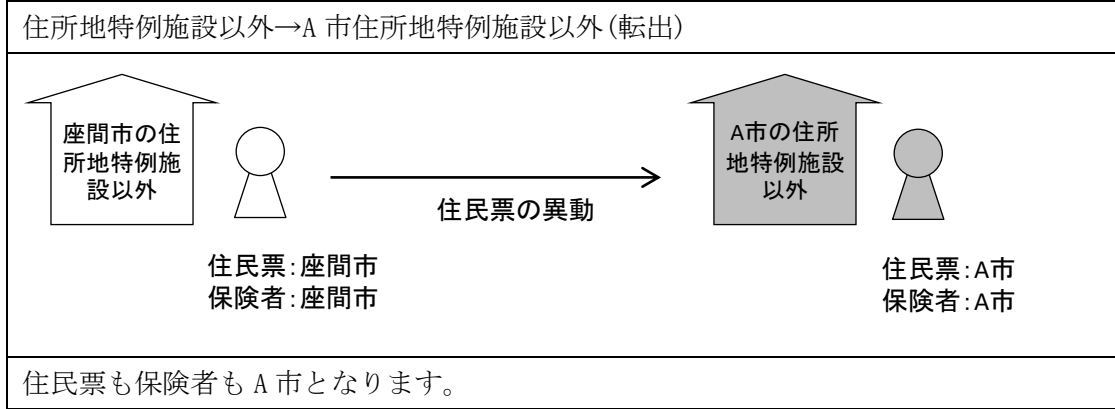 住所地特例施設以外→A 市住所地特例施設以外(転出)
座間市の住
所地特例施
設以外
A市の住所
地特例施設
以外
住民票の異動
住民票：座間市
保険者：座間市
住民票：A市
保険者：A市
住民票も保険者も A 市となります。